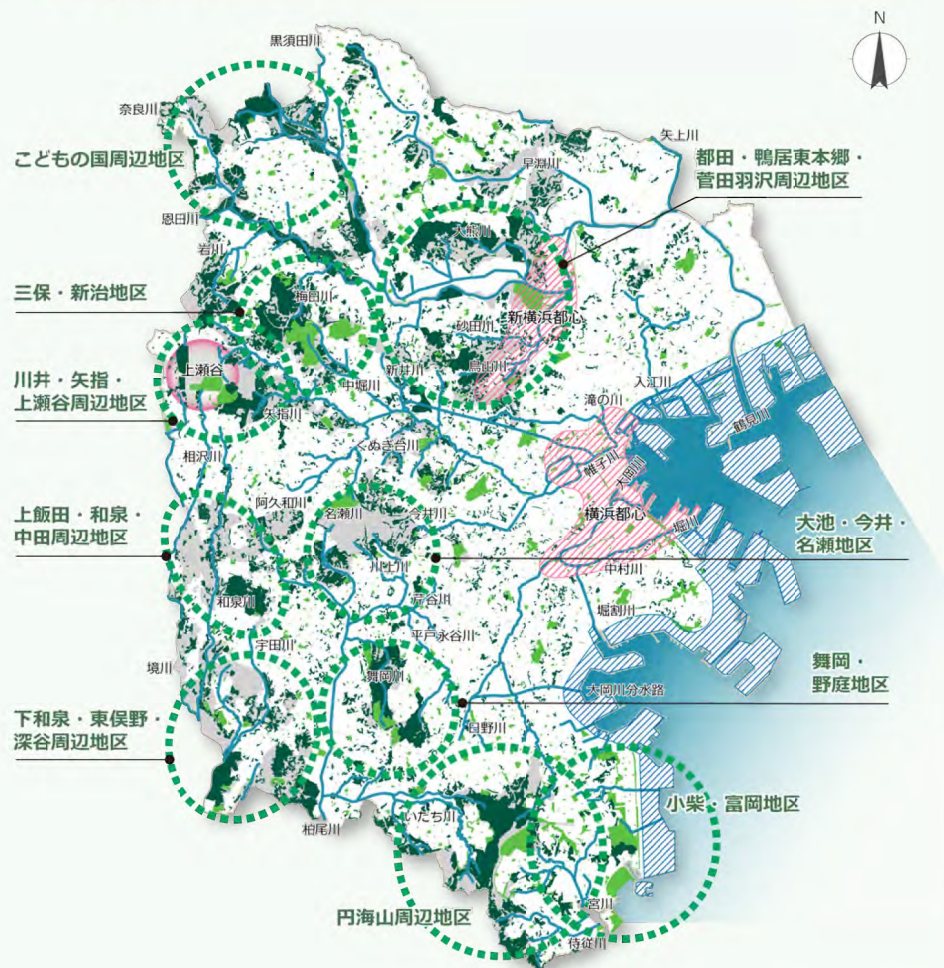 N
黒須田川
奈良川
矢上川
こどもの国周辺地区
早淵川
都田・鴨居東本郷・
菅田羽沢周辺地区
恩田川
大熊川
岩川
三保・新治地区
梅田川
新横浜都心
砂田川
鳥山川
上瀬谷
新井川
中堀川
入江川
川井・矢指・
上瀬谷周辺地区
滝の川
矢指川
鶴見川
くぬぎ台川
相沢川
帷子川
大岡川
阿久和川
名瀬川
今井川
横浜都心
堀川
上飯田・和泉・
中田周辺地区
大池・今井・
名瀬地区
川上川
中村川
和泉川
芹谷川
堀割川
平戸永谷川
宇田川
境川
舞岡川
舞岡・
野庭地区
大岡川分水路
下和泉・東俣野・
深谷周辺地区
日野川
小柴・富岡地区
いたち川
柏尾川
円海山周辺地区
宮川
侍従川